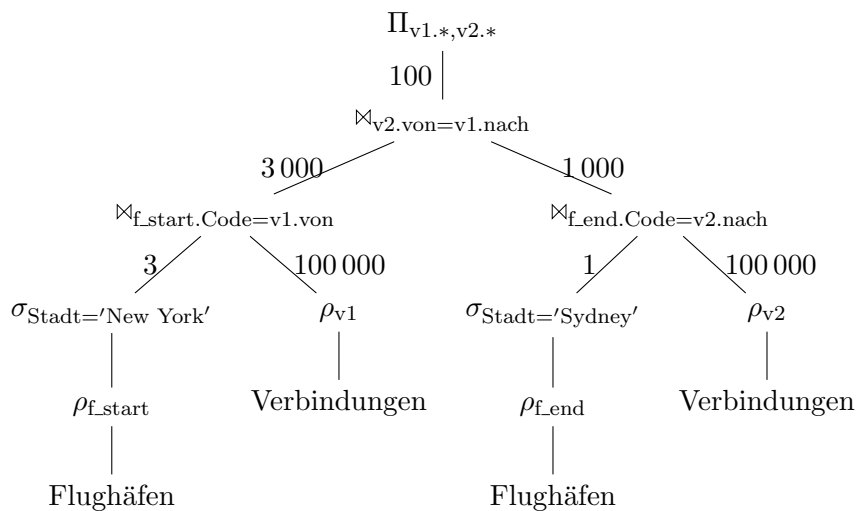 Πv1.∗,v2.∗
100
⋈v2.von=v1.nach
3 000 1 000
⋈f_start.Code=v1.von ⋈f_end.Code=v2.nach
3 100 000 1 100 000
σStadt=′New York′ ρv1 σStadt=′Sydney′ ρv2
ρf_start Verbindungen ρf_end Verbindungen
Flughäfen Flughäfen